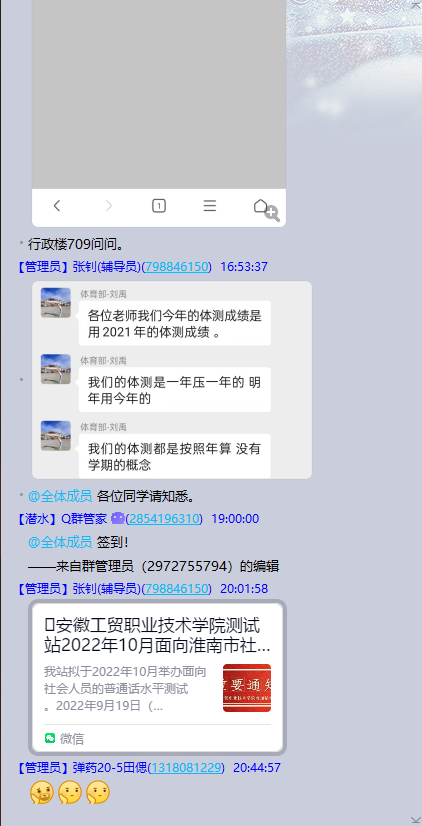 1
行政楼709问问。
【管理员】张钊(辅导员)(798846150) 16:53:37
体育部-刘禹
各位老师我们今年的体测成绩是
用2021年的体测成绩 。
体育部-刘禹
我们的体测是一年压一年的 明
年用今年的
体育部-刘禹
我们的体测都是按照年算 没有
学期的概念
@全体成员 各位同学请知悉。
【潜水】Q群管家 (2854196310) 19:00:00
@全体成员 签到！
——来自群管理员（2972755794）的编辑
【管理员】张钊(辅导员)(798846150) 20:01:58
安徽工贸职业技术学院测试
站2022年10月面向淮南市社...
我站拟于2022年10月举办面向
社会人员的普通话水平测试
。2022年9月19日（...
重要通知
微信
【管理员】弹药20-5田偲(1318081229) 20:44:57